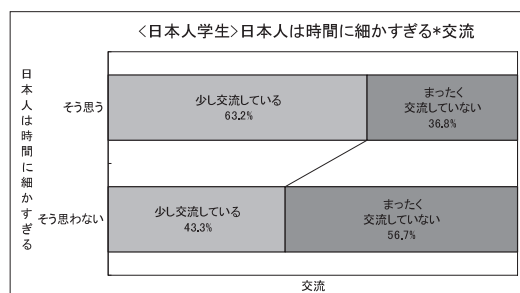 <日本人学生>日本人は時間に細かすぎる*交流
日本人は時間に細かすぎる
そう思う
少し交流している
63.2%
まったく
交流していない
36.8%
そう思わない
少し交流している
43.3%
まったく
交流していない
56.7%
交流